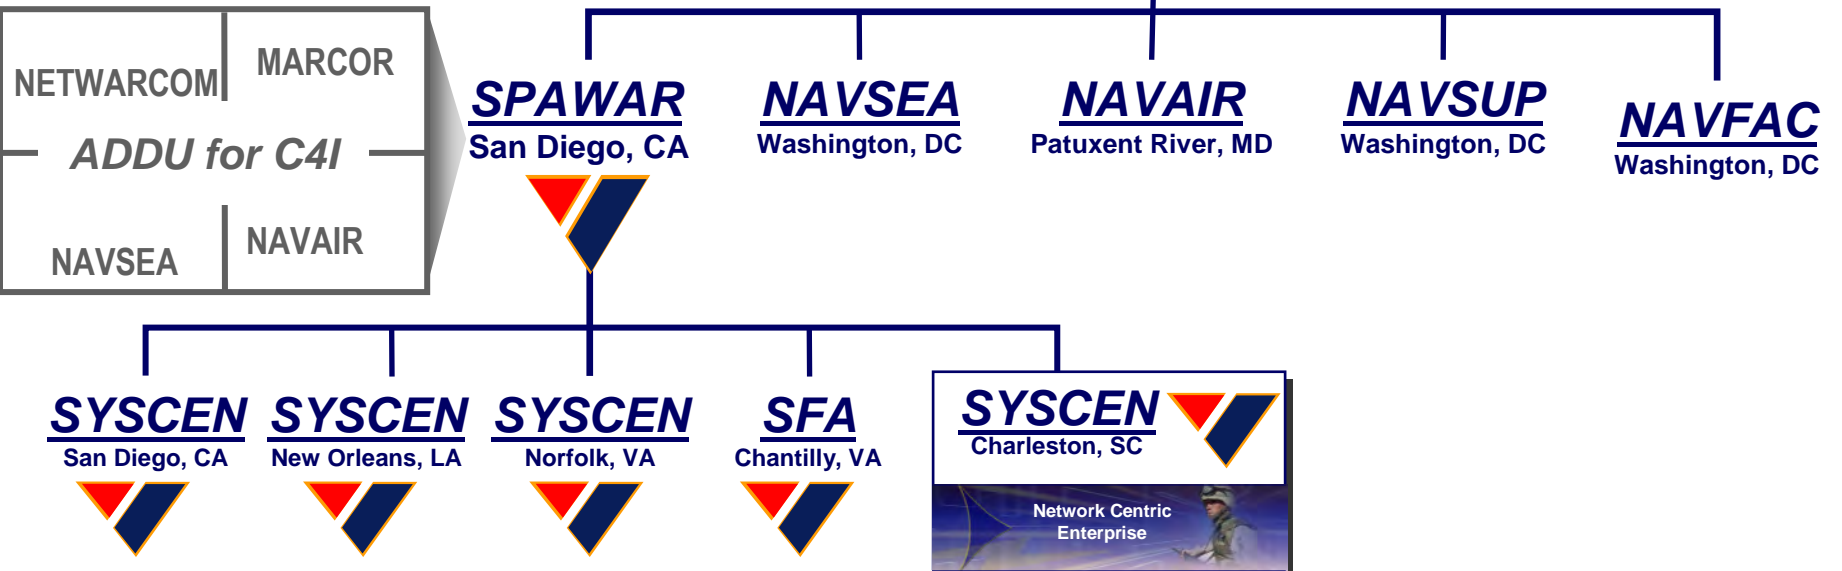 NETWARCOM
MARCOR
ADDU for C4I
NAVSEA
NAVAIR
SPAWAR
San Diego, CA
NAVSEA
Washington, DC
NAVAIR
Patuxent River, MD
NAVSUP
Washington, DC
NAVFAC
Washington, DC
SYSCEN
San Diego, CA
SYSCEN
New Orleans, LA
SYSCEN
Norfolk, VA
SFA
Chantilly, VA
SYSCEN
Charleston, SC
Network Centric
Enterprise